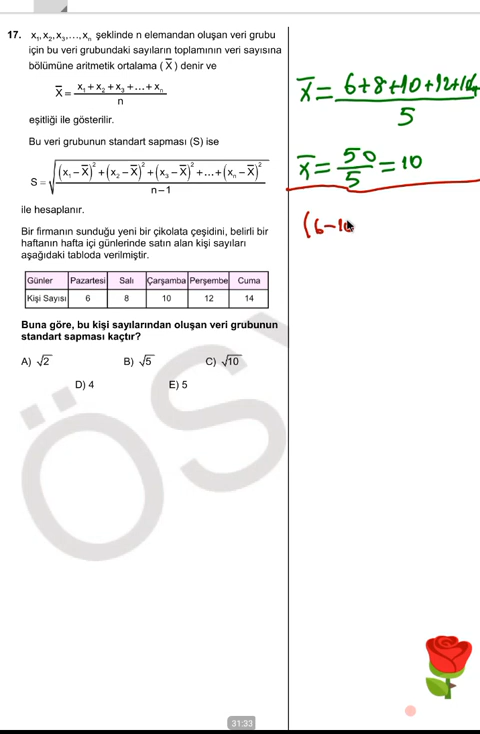 17. x₁, x₂, x₃,...,xₙ şeklinde n elemandan oluşan veri grubu
için bu veri grubundaki sayıların toplamının veri sayısına
bölümüne aritmetik ortalama ( X̅ ) denir ve
X̅ = (x₁ + x₂ + x₃ + ... + xₙ) / n
eşitliği ile gösterilir.
Bu veri grubunun standart sapması (S) ise
S = √(((x₁ − X̅)² + (x₂ − X̅)² + (x₃ − X̅)² + ... + (xₙ − X̅)²) / (n − 1))
ile hesaplanır.
Bir firmanın sunduğu yeni bir çikolata çeşidini, belirli bir
haftanın hafta içi günlerinde satın alan kişi sayıları
aşağıdaki tabloda verilmiştir.
Günler Pazartesi Salı Çarşamba Perşembe Cuma
Kişi Sayısı 6 8 10 12 14
Buna göre, bu kişi sayılarından oluşan veri grubunun
standart sapması kaçtır?
A) √2 B) √5 C) √10
D) 4 E) 5
ÖSY
X̅ = (6+8+10+12+14) / 5
X̅ = 50/5 = 10
(6-10
31:33